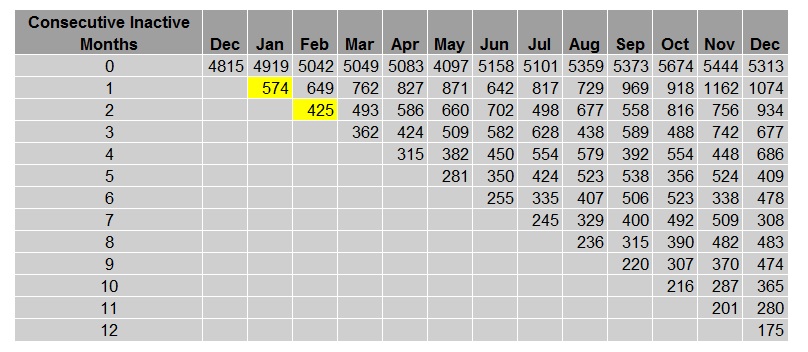 Consecutive Inactive
Months Dec Jan Feb Mar Apr May Jun Jul Aug Sep Oct Nov Dec
0 4815 4919 5042 5049 5083 4097 5158 5101 5359 5373 5674 5444 5313
1 574 649 762 827 871 642 817 729 969 918 1162 1074
2 425 493 586 660 702 498 677 558 816 756 934
3 362 424 509 582 628 438 589 488 742 677
4 315 382 450 554 579 392 554 448 686
5 281 350 424 523 538 356 524 409
6 255 335 407 506 523 338 478
7 245 329 400 492 509 308
8 236 315 390 482 483
9 220 307 370 474
10 216 287 365
11 201 280
12 175